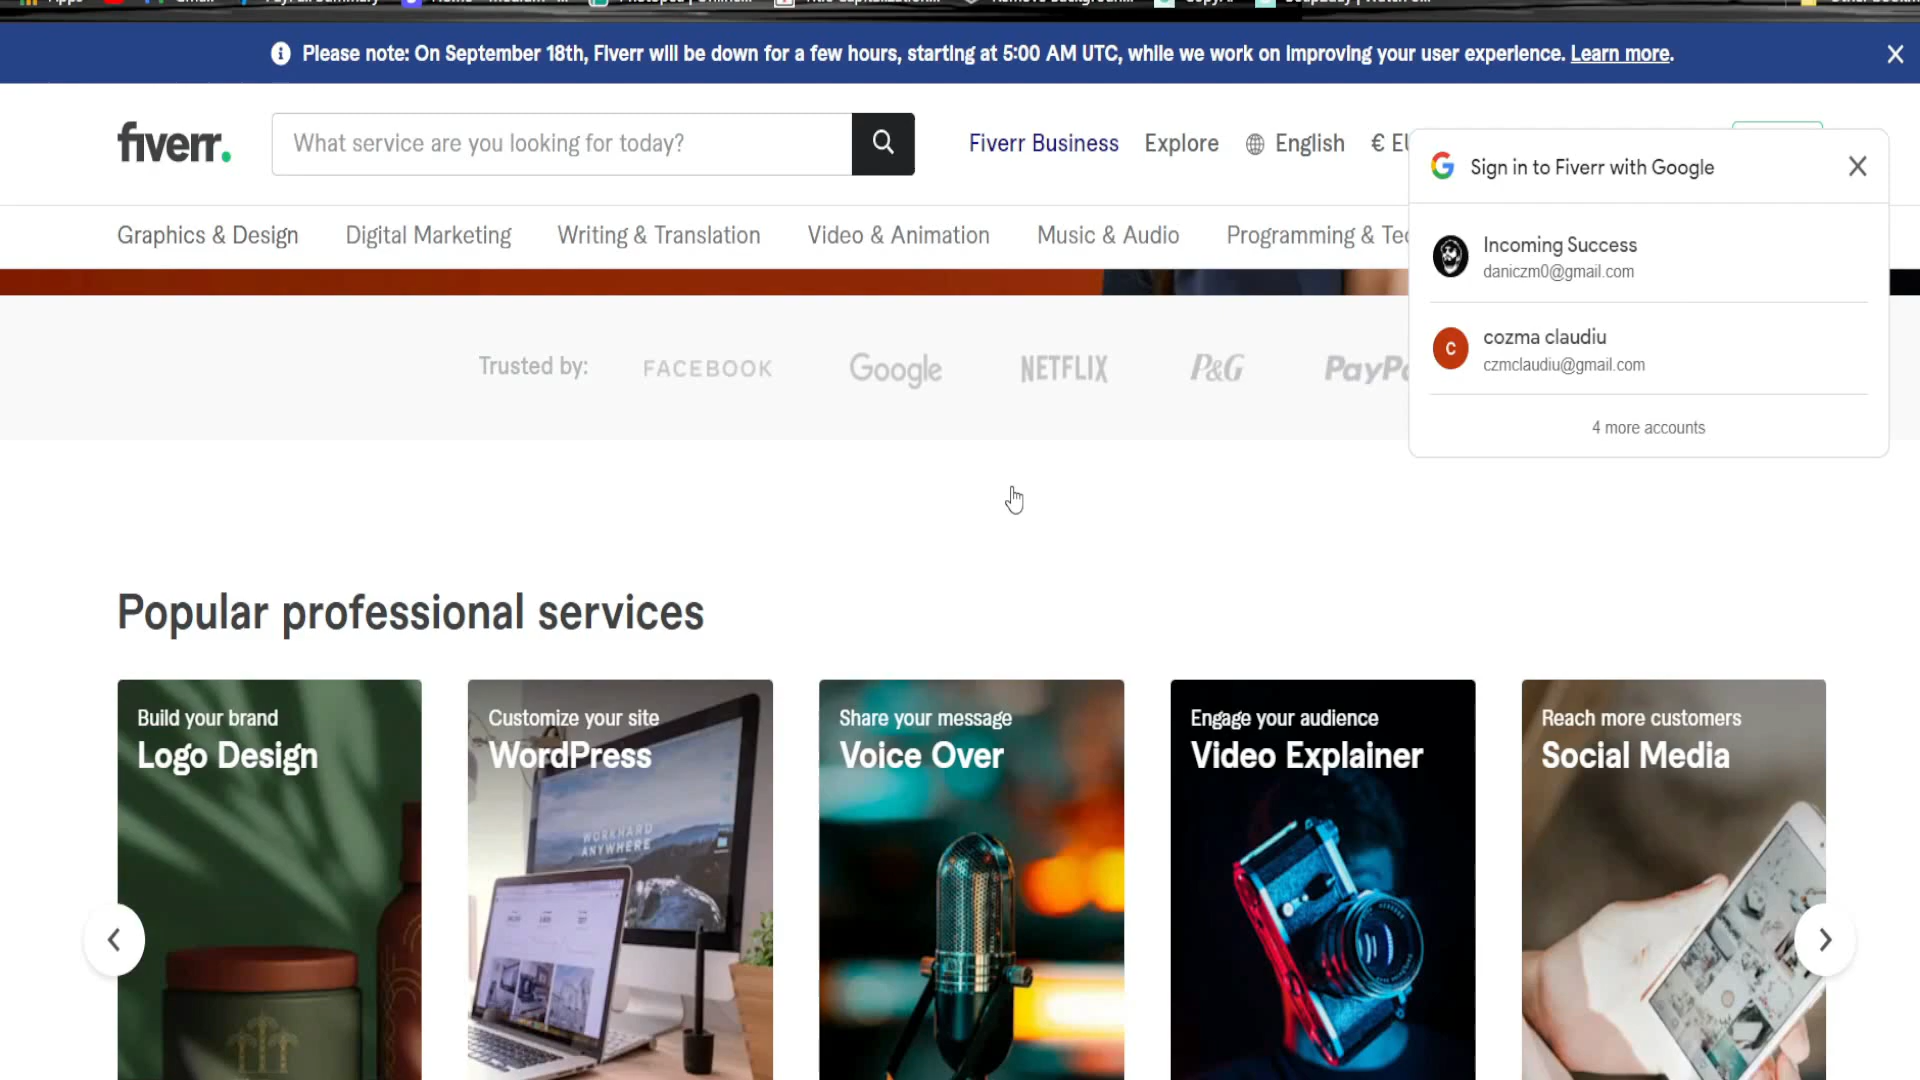 Please note: On September 18th, Fiverr will be down for a few hours, starting at 5:00 AM UTC, while we work on improving your user experience. Learn more.
fiverr.
What service are you looking for today?
Fiverr Business
Explore
English
€
Sign in to Fiverr with Google
Incoming Success
daniczm0@gmail.com
cozma claudiu
czmclaudiu@gmail.com
4 more accounts
Graphics & Design
Digital Marketing
Writing & Translation
Video & Animation
Music & Audio
Programming &
Trusted by:
FACEBOOK
Google
NETFLIX
P&G
Popular professional services
Build your brand
Logo Design
Customize your site
WordPress
WORKHARD
ANYWHERE
Share your message
Voice Over
Engage your audience
Video Explainer
Reach more customers
Social Media